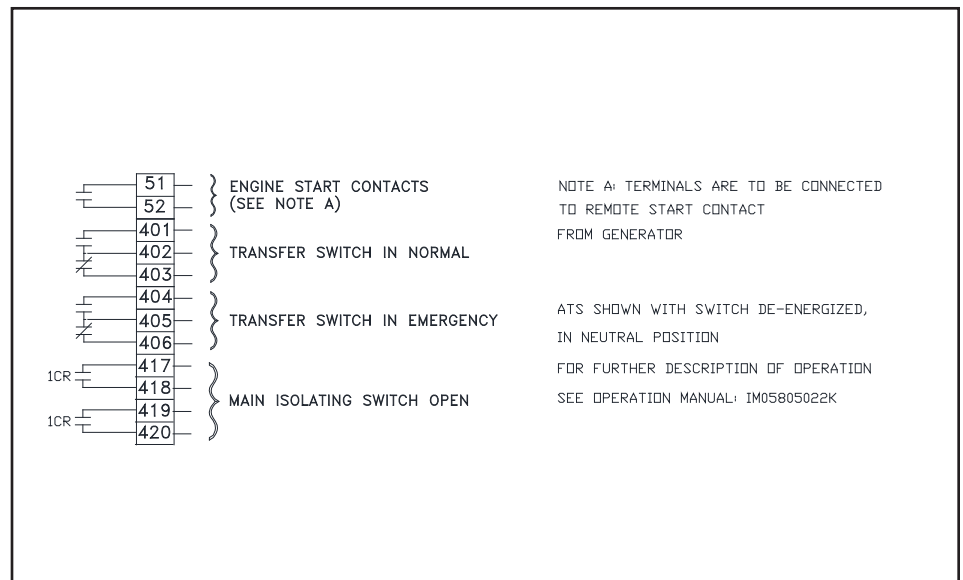 51
52
ENGINE START CONTACTS
(SEE NOTE A)
401
402
403
TRANSFER SWITCH IN NORMAL
404
405
406
TRANSFER SWITCH IN EMERGENCY
1CR
417
418
1CR
419
420
MAIN ISOLATING SWITCH OPEN
NOTE A: TERMINALS ARE TO BE CONNECTED
TO REMOTE START CONTACT
FROM GENERATOR
ATS SHOWN WITH SWITCH DE-ENERGIZED,
IN NEUTRAL POSITION
FOR FURTHER DESCRIPTION OF OPERATION
SEE OPERATION MANUAL: IM05805022K